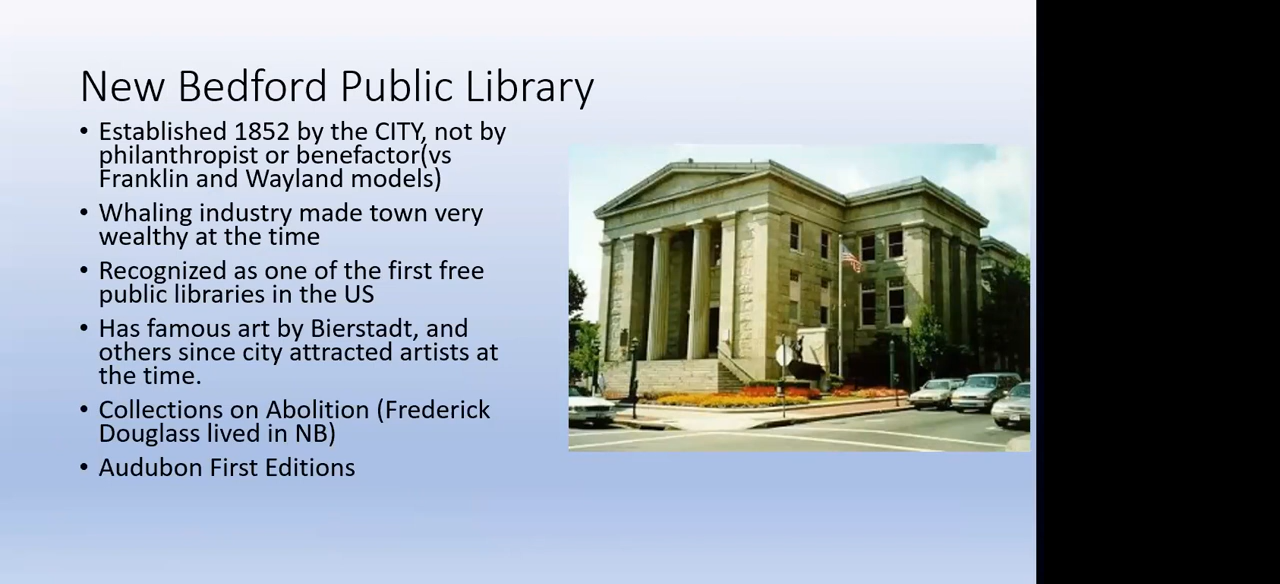 New Bedford Public Library
• Established 1852 by the CITY, not by
philanthropist or benefactor(vs
Franklin and Wayland models)
• Whaling industry made town very
wealthy at the time
• Recognized as one of the first free
public libraries in the US
• Has famous art by Bierstadt, and
others since city attracted artists at
the time.
• Collections on Abolition (Frederick
Douglass lived in NB)
• Audubon First Editions